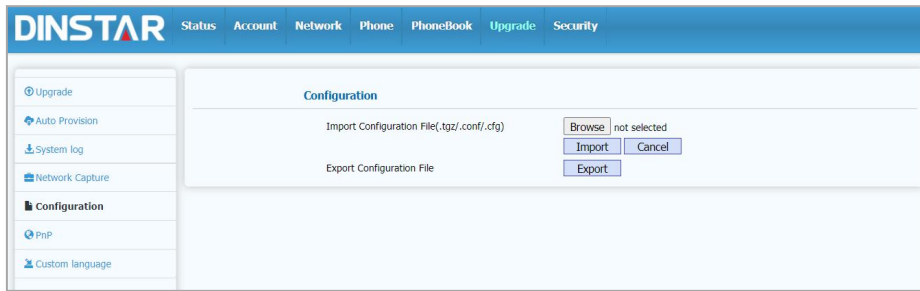 DINSTAR Status Account Network Phone PhoneBook Upgrade Security
Upgrade
Auto Provision
System log
Network Capture
Configuration
PnP
Custom language
Configuration
Import Configuration File(.tgz/.conf/.cfg) Browse not selected
Import Cancel
Export Configuration File Export